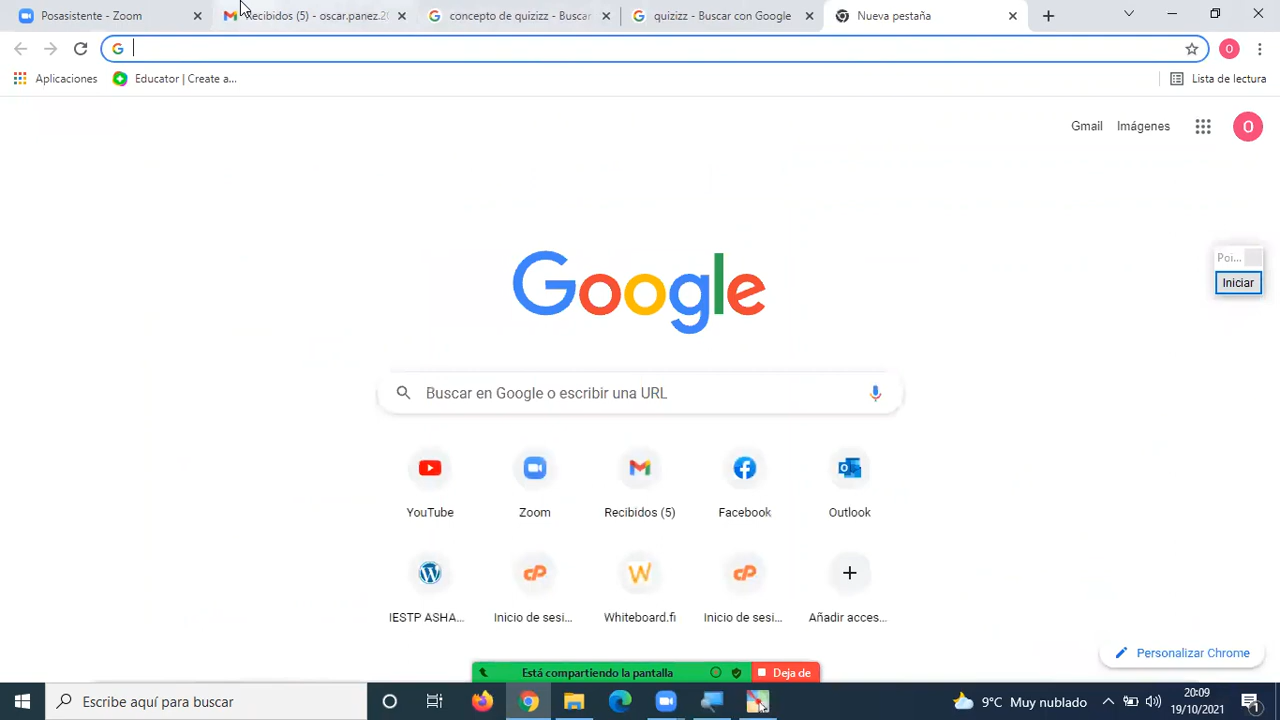 Posasistente - Zoom
Recibidos (5) - oscar.panez.20
concepto de quizizz - Buscar
quizizz - Buscar con Google
Nueva pestaña
O
Aplicaciones
Educator | Create a...
Lista de lectura
Gmail
Imágenes
O
Poi...
Iniciar
Google
Buscar en Google o escribir una URL
YouTube
Zoom
Recibidos (5)
Facebook
Outlook
IESTP ASHA...
Inicio de sesi...
Whiteboard.fi
Inicio de sesi...
Añadir acces...
Personalizar Chrome
Está compartiendo la pantalla
Deja de
Escribe aquí para buscar
9°C Muy nublado
20:09
19/10/2021
1